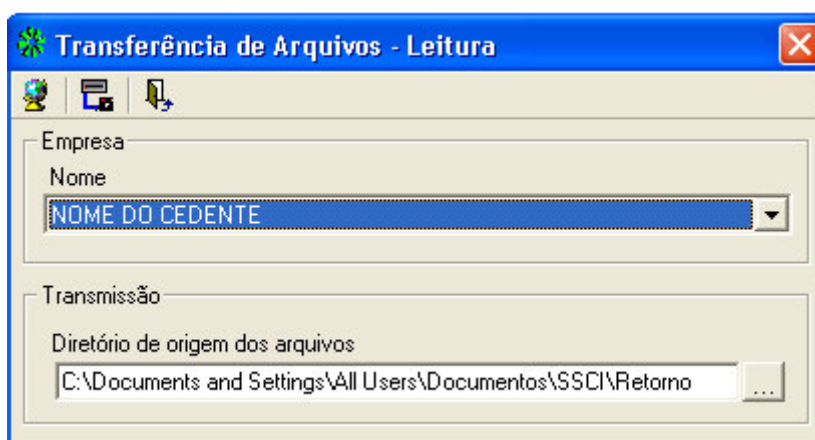 Transferência de Arquivos - Leitura
Empresa
Nome
NOME DO CEDENTE
Transmissão
Diretório de origem dos arquivos
C:\Documents and Settings\All Users\Documentos\SSCI\Retorno
...